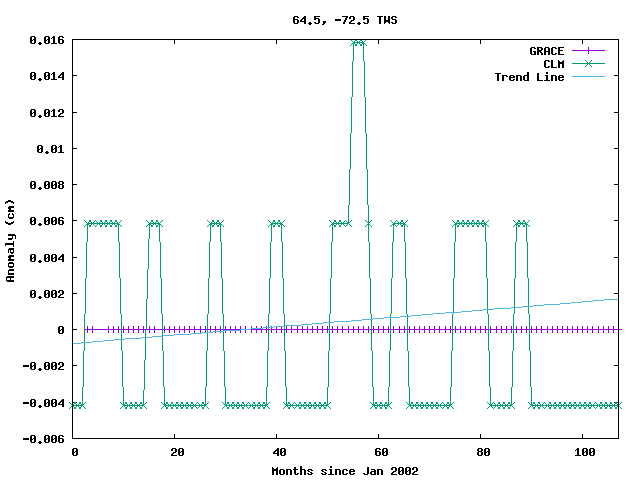 64.5, -72.5 TWS
0.016
0.014
0.012
0.01
0.008
0.006
0.004
0.002
0
-0.002
-0.004
-0.006
Anomaly (cm)
GRACE
CLM
Trend Line
0 20 40 60 80 100
Months since Jan 2002